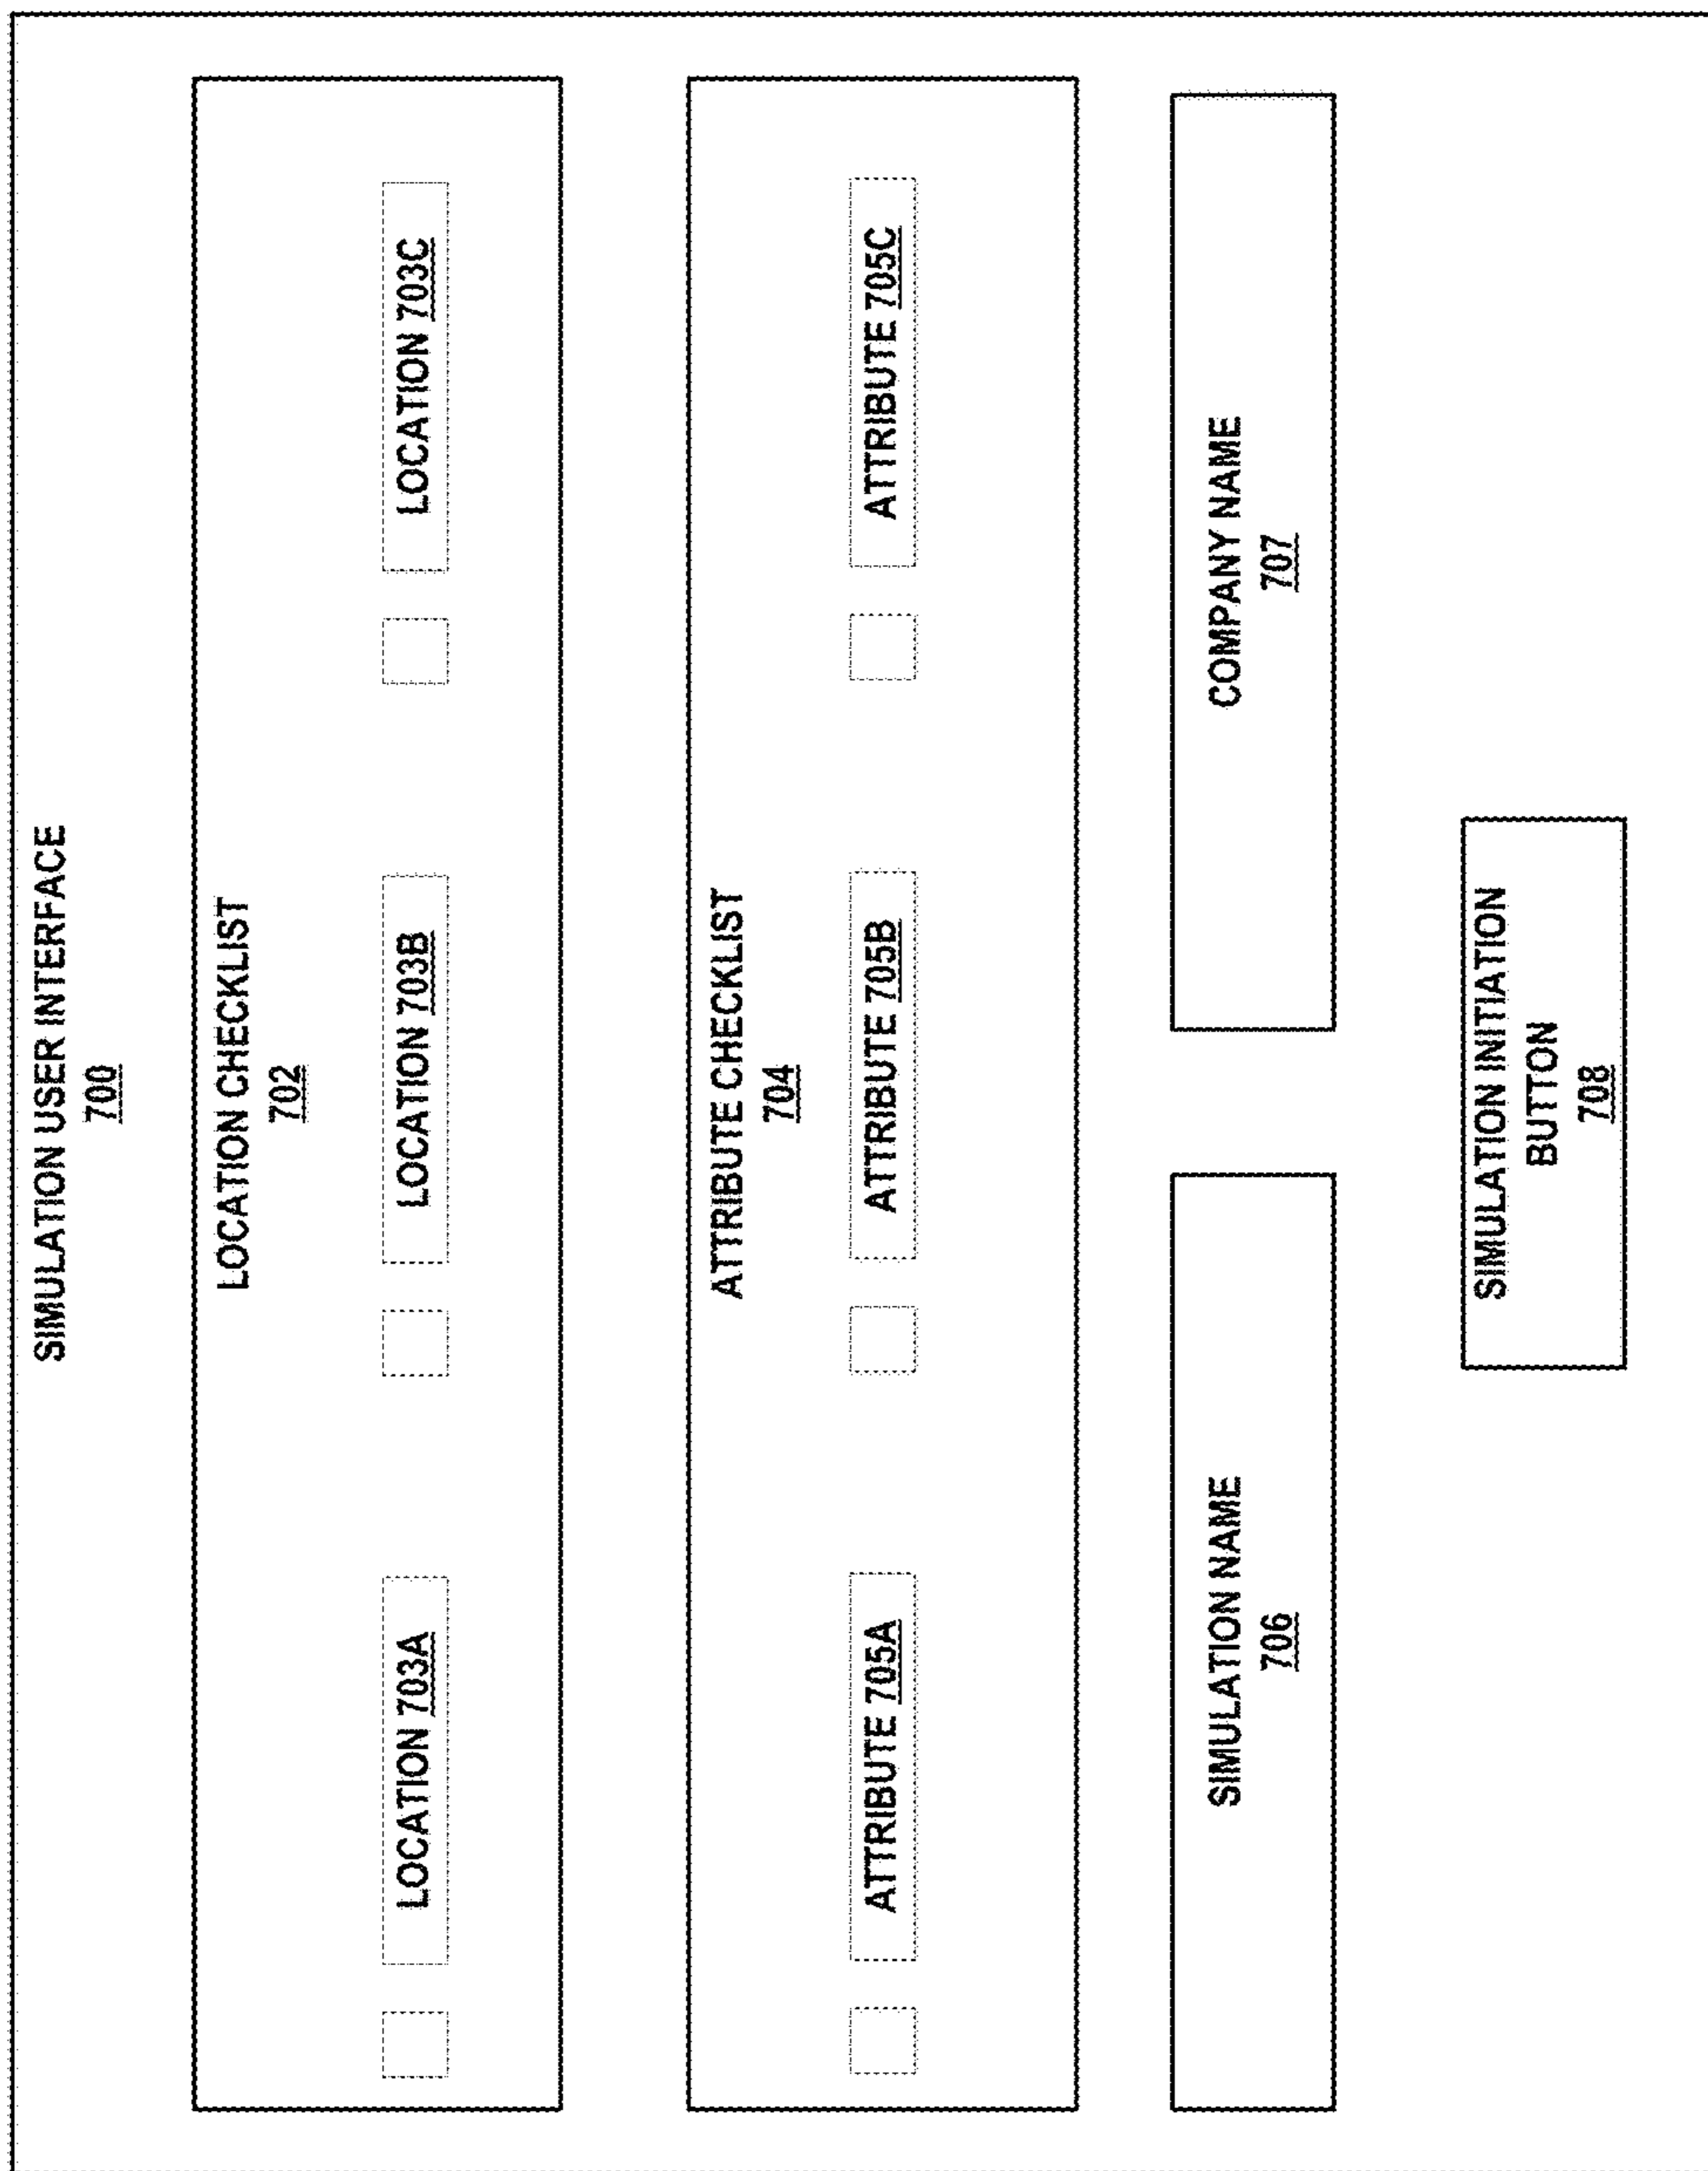 SIMULATION USER INTERFACE
700
LOCATION CHECKLIST
702
LOCATION 703A
LOCATION 703B
LOCATION 703C
ATTRIBUTE CHECKLIST
704
ATTRIBUTE 705A
ATTRIBUTE 705B
ATTRIBUTE 705C
SIMULATION NAME
706
COMPANY NAME
707
SIMULATION INITIATION
BUTTON
708